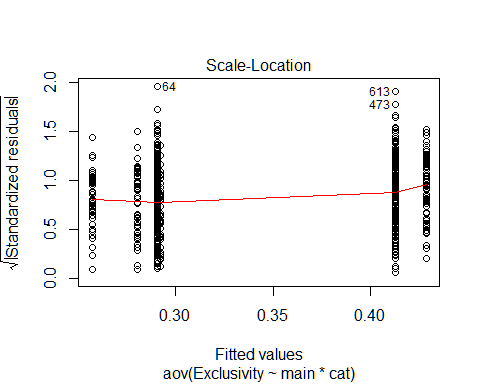 Scale-Location
√|Standardized residuals|
2.0
1.5
1.0
0.5
0.0
64
613
473
0.30 0.35 0.40
Fitted values
aov(Exclusivity ~ main * cat)